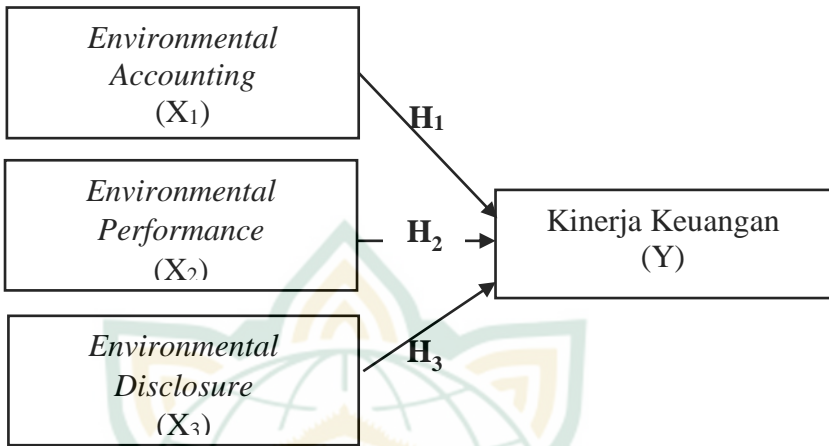 Environmental
Accounting
(X₁)
H₁
Environmental
Performance
(X₂)
H₂
Kinerja Keuangan
(Y)
Environmental
Disclosure
(X₃)
H₃